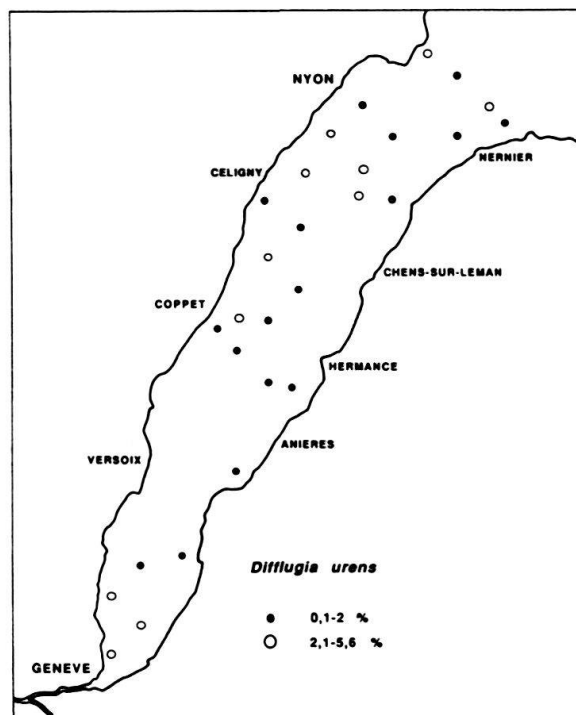 NYON
NERNIER
CELIGNY
CHENS-SUR-LEMAN
COPPET
HERMANCE
ANIERES
VERSOIX
Difflugia urens
0,1-2 %
2,1-5,6 %
GENEVE